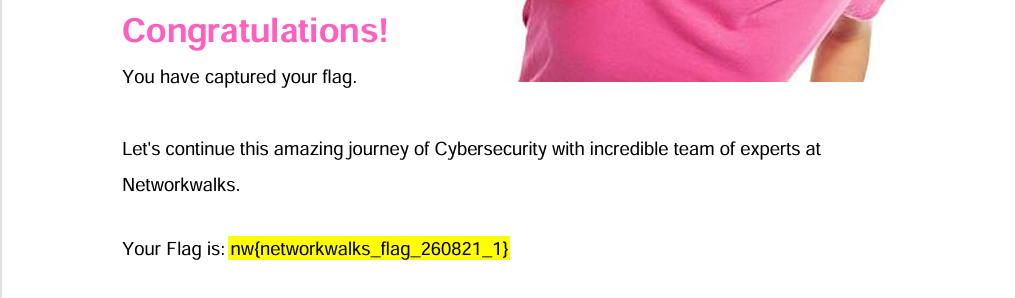 Congratulations!
You have captured your flag.
Let's continue this amazing journey of Cybersecurity with incredible team of experts at
Networkwalks.
Your Flag is: nw{networkwalks_flag_260821_1}